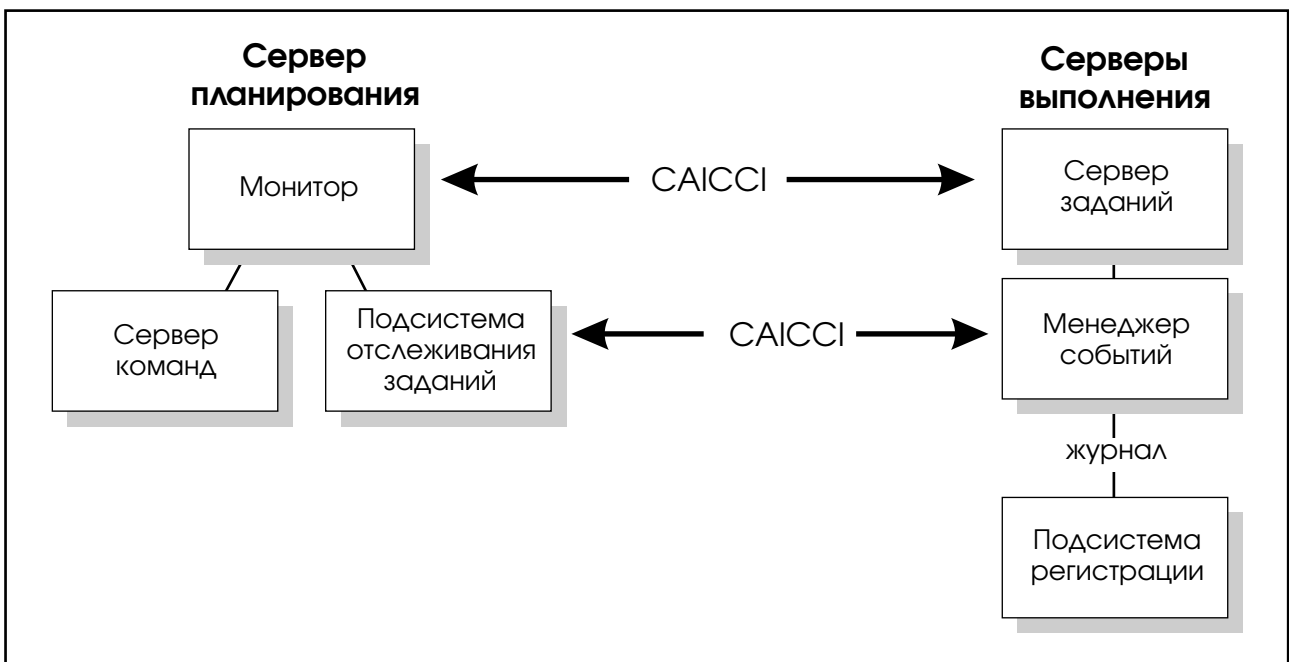 Сервер
планирования
Серверы
выполнения
Монитор
CAICCI
Сервер
заданий
Сервер
команд
Подсистема
отслеживания
заданий
CAICCI
Менеджер
событий
журнал
Подсистема
регистрации